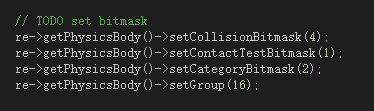 // TODO set bitmask
re->getPhysicsBody()->setCollisionBitmask(4);
re->getPhysicsBody()->setContactTestBitmask(1);
re->getPhysicsBody()->setCategoryBitmask(2);
re->getPhysicsBody()->setGroup(16);